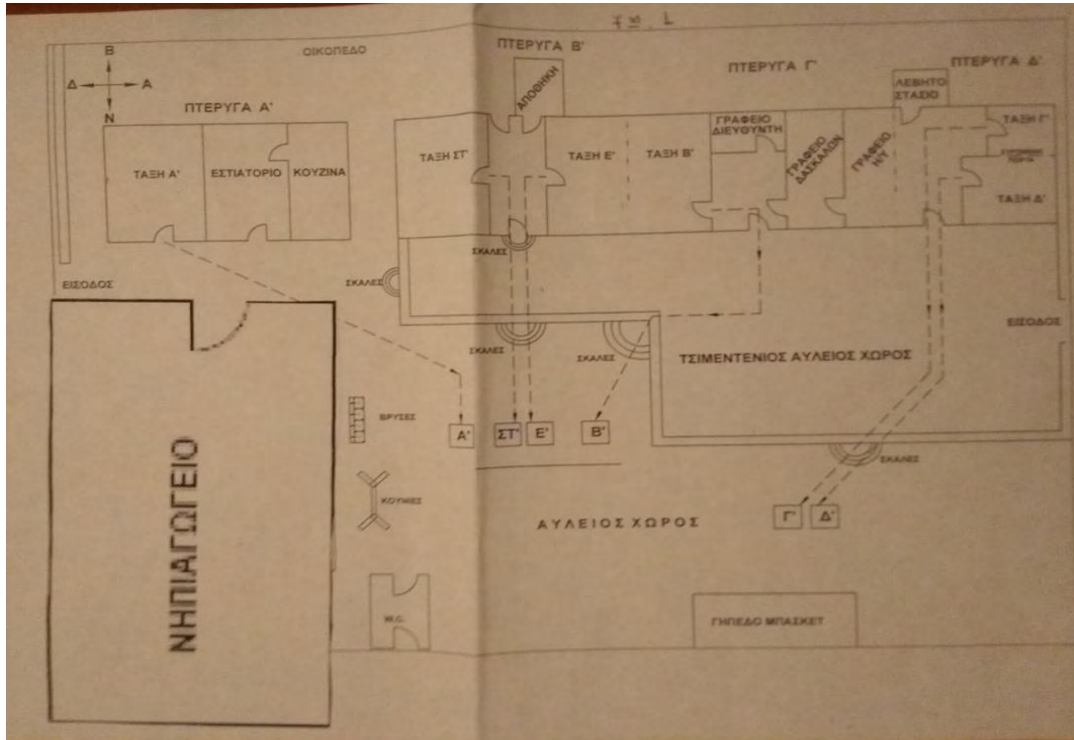 ΟΙΚΟΠΕΔΟ
Β
Δ
Α
Ν
ΠΤΕΡΥΓΑ Α'
ΠΤΕΡΥΓΑ Β'
ΠΤΕΡΥΓΑ Γ'
ΠΤΕΡΥΓΑ Δ'
ΤΑΞΗ Α'
ΕΣΤΙΑΤΟΡΙΟ
ΚΟΥΖΙΝΑ
ΤΑΞΗ ΣΤ'
ΑΠΟΘΗΚΗ
ΤΑΞΗ Ε'
ΤΑΞΗ Β'
ΓΡΑΦΕΙΟ
ΔΙΕΥΘΥΝΤΗ
ΓΡΑΦΕΙΟ
ΔΑΣΚΑΛΩΝ
ΓΡΑΦΕΙΟ
Η/Υ
ΛΕΒΗΤΟ
ΣΤΑΣΙΟ
ΤΑΞΗ Γ'
ΤΑΞΗ Δ'
ΕΙΣΟΔΟΣ
ΣΚΑΛΕΣ
ΣΚΑΛΕΣ
ΣΚΑΛΕΣ
ΣΚΑΛΕΣ
ΤΣΙΜΕΝΤΕΝΙΟΣ ΑΥΛΕΙΟΣ ΧΩΡΟΣ
ΕΙΣΟΔΟΣ
ΒΡΥΣΕΣ
Α'
ΣΤ'
Ε'
Β'
ΣΚΑΛΕΣ
ΝΗΠΙΑΓΩΓΕΙΟ
ΚΟΥΝΙΕΣ
ΑΥΛΕΙΟΣ ΧΩΡΟΣ
Γ'
Δ'
W.C.
ΓΗΠΕΔΟ ΜΠΑΣΚΕΤ